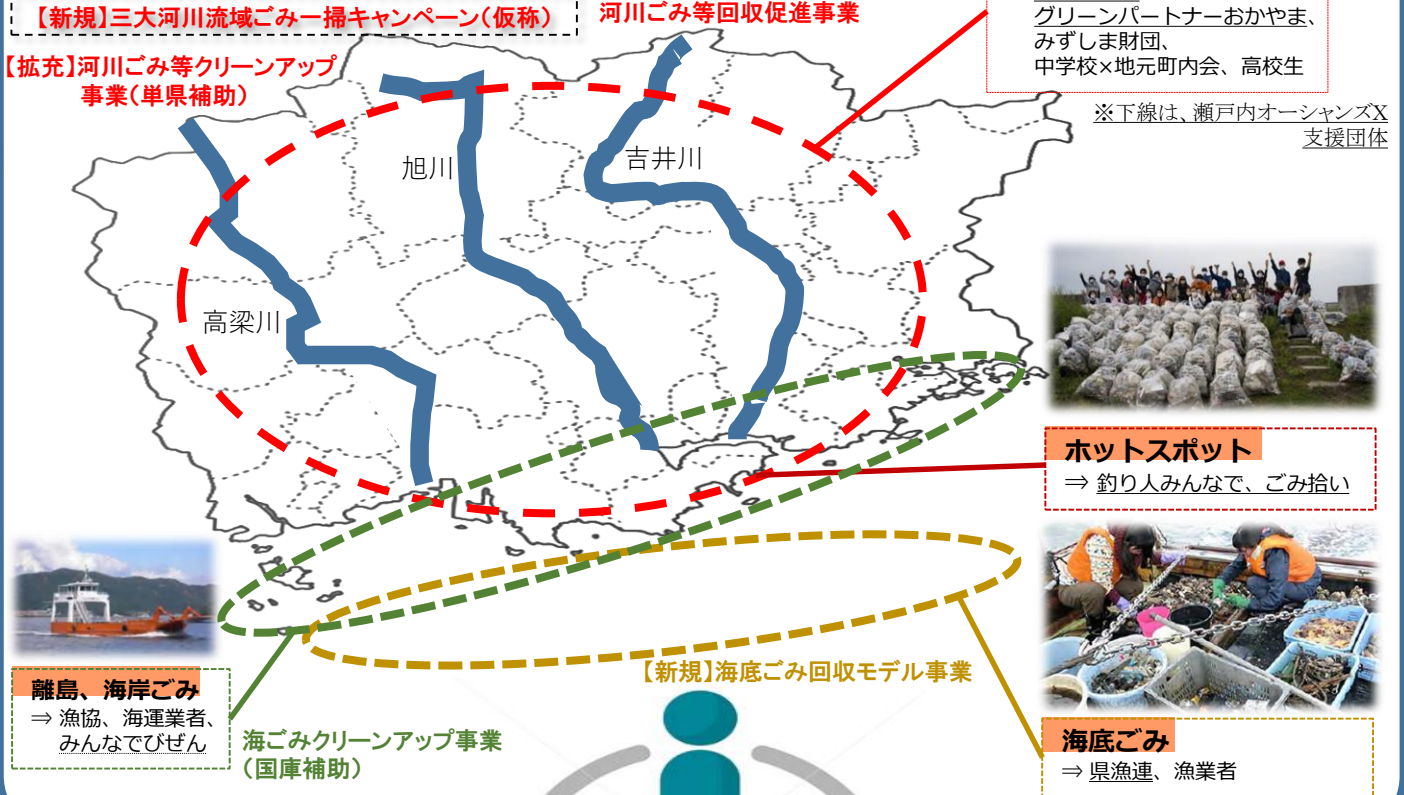 【新規】三大河川流域ごみ一掃キャンペーン(仮称)
河川ごみ等回収促進事業
【拡充】河川ごみ等クリーンアップ
事業(単県補助)
グリーンパートナーおかやま、
みずしま財団、
中学校×地元町内会、高校生
※下線は、瀬戸内オーシャンズX
支援団体
旭川
吉井川
高梁川
ホットスポット
⇒ 釣り人みんなで、ごみ拾い
離島、海岸ごみ
⇒ 漁協、海運業者、
みんなでびぜん
海ごみクリーンアップ事業
(国庫補助)
【新規】海底ごみ回収モデル事業
海底ごみ
⇒ 県漁連、漁業者